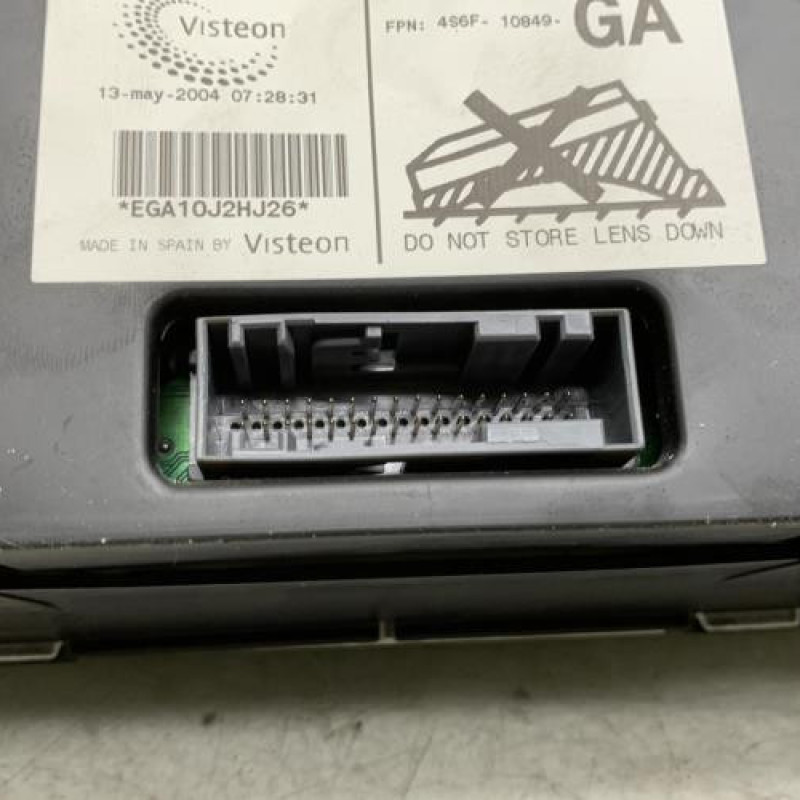 Visteon
13-may-2004 07:28:31
*EGA10J2HJ26*
MADE IN SPAIN BY Visteon
FPN: 4S6F- 10849- GA
DO NOT STORE LENS DOWN